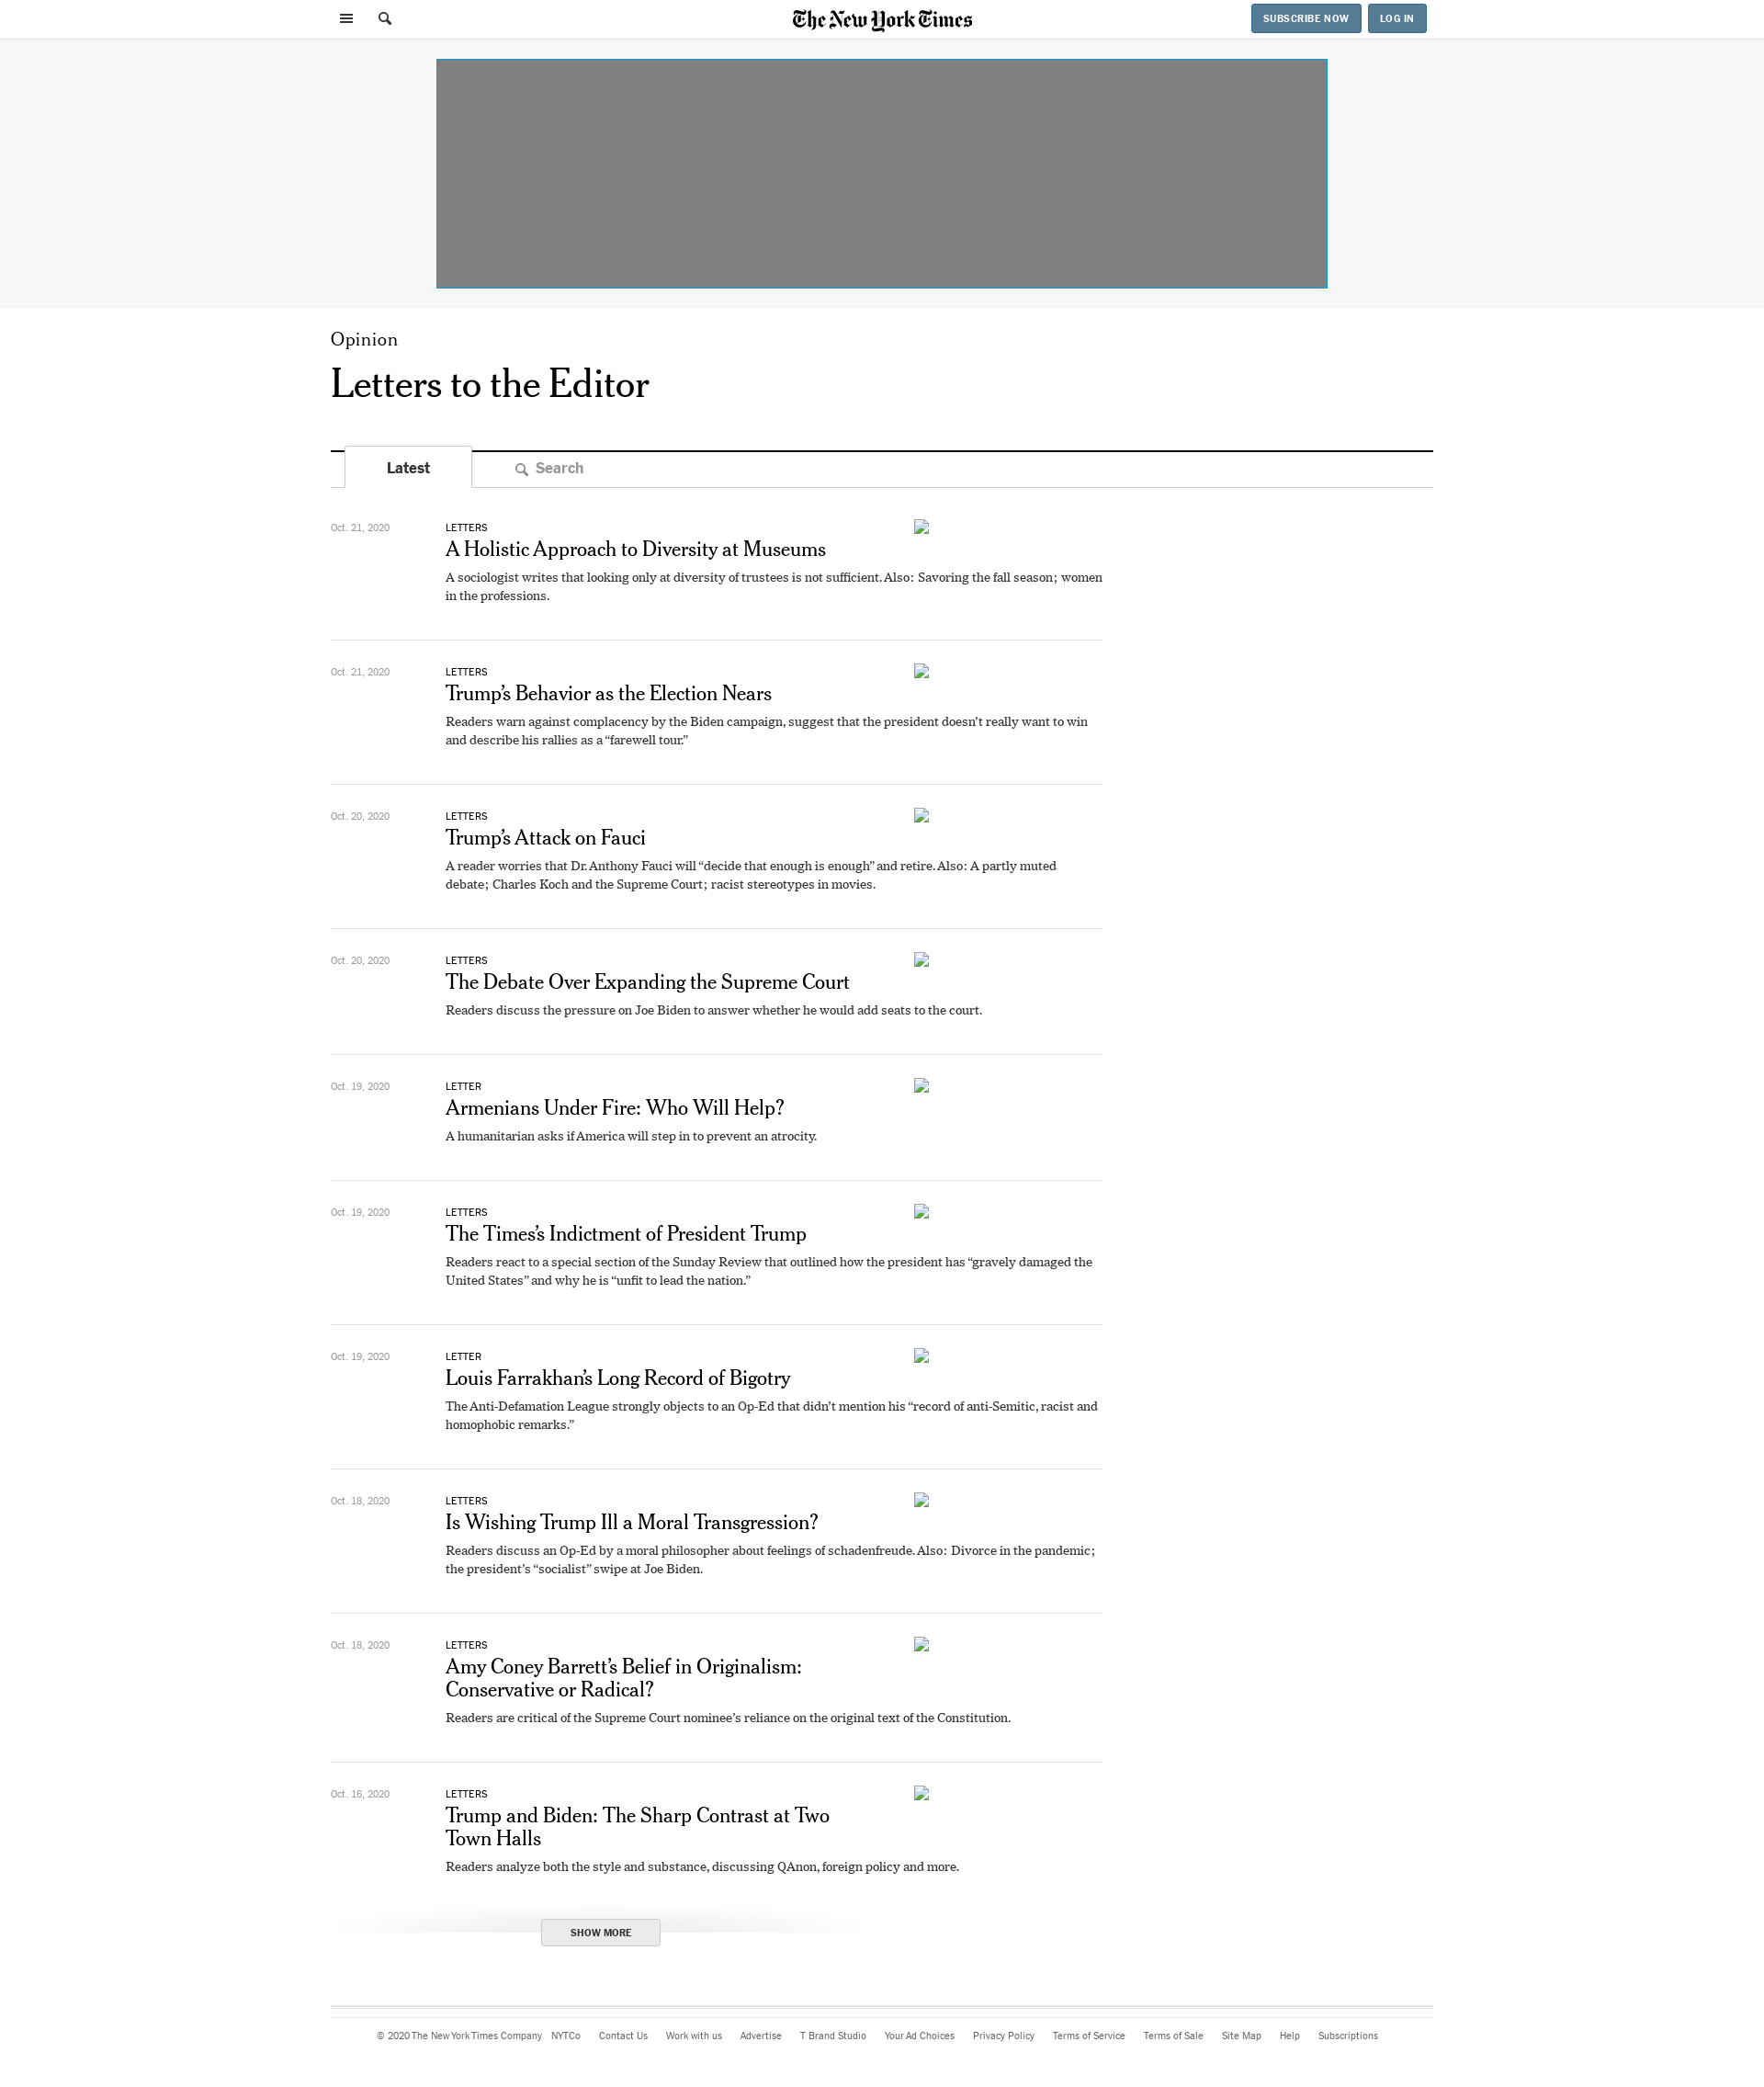 The New York Times
SUBSCRIBE NOW
LOG IN
Opinion
Letters to the Editor
Latest
Search
Oct. 21, 2020
LETTERS
A Holistic Approach to Diversity at Museums
A sociologist writes that looking only at diversity of trustees is not sufficient. Also: Savoring the fall season; women
in the professions.
Oct. 21, 2020
LETTERS
Trump’s Behavior as the Election Nears
Readers warn against complacency by the Biden campaign, suggest that the president doesn’t really want to win
and describe his rallies as a “farewell tour.”
Oct. 20, 2020
LETTERS
Trump’s Attack on Fauci
A reader worries that Dr. Anthony Fauci will “decide that enough is enough” and retire. Also: A partly muted
debate; Charles Koch and the Supreme Court; racist stereotypes in movies.
Oct. 20, 2020
LETTERS
The Debate Over Expanding the Supreme Court
Readers discuss the pressure on Joe Biden to answer whether he would add seats to the court.
Oct. 19, 2020
LETTER
Armenians Under Fire: Who Will Help?
A humanitarian asks if America will step in to prevent an atrocity.
Oct. 19, 2020
LETTERS
The Times’s Indictment of President Trump
Readers react to a special section of the Sunday Review that outlined how the president has “gravely damaged the
United States” and why he is “unfit to lead the nation.”
Oct. 19, 2020
LETTER
Louis Farrakhan’s Long Record of Bigotry
The Anti-Defamation League strongly objects to an Op-Ed that didn’t mention his “record of anti-Semitic, racist and
homophobic remarks.”
Oct. 18, 2020
LETTERS
Is Wishing Trump Ill a Moral Transgression?
Readers discuss an Op-Ed by a moral philosopher about feelings of schadenfreude. Also: Divorce in the pandemic;
the president’s “socialist” swipe at Joe Biden.
Oct. 18, 2020
LETTERS
Amy Coney Barrett’s Belief in Originalism:
Conservative or Radical?
Readers are critical of the Supreme Court nominee’s reliance on the original text of the Constitution.
Oct. 16, 2020
LETTERS
Trump and Biden: The Sharp Contrast at Two
Town Halls
Readers analyze both the style and substance, discussing QAnon, foreign policy and more.
SHOW MORE
© 2020 The New York Times Company NYTCo Contact Us Work with us Advertise T Brand Studio Your Ad Choices Privacy Policy Terms of Service Terms of Sale Site Map Help Subscriptions